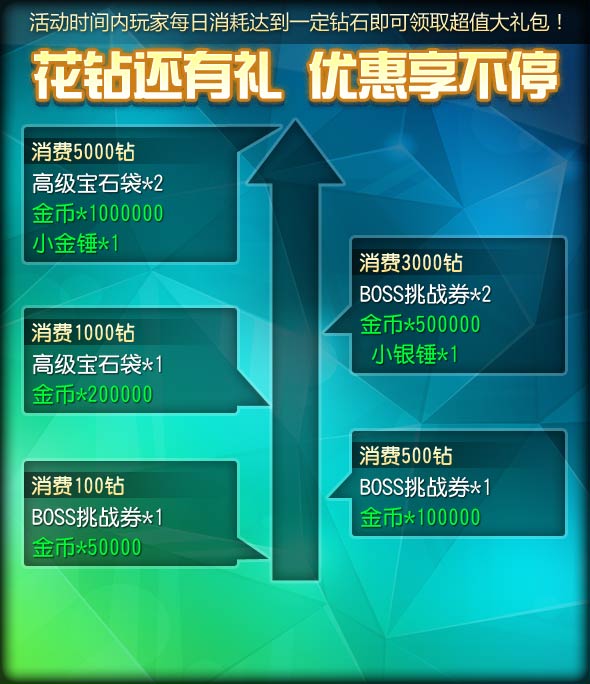 活动时间内玩家每日消耗达到一定钻石即可领取超值大礼包！
花钻还有礼 优惠享不停
消费5000钻
高级宝石袋*2
金币*1000000
小金锤*1
消费3000钻
BOSS挑战券*2
金币*500000
小银锤*1
消费1000钻
高级宝石袋*1
金币*200000
消费500钻
BOSS挑战券*1
金币*100000
消费100钻
BOSS挑战券*1
金币*50000